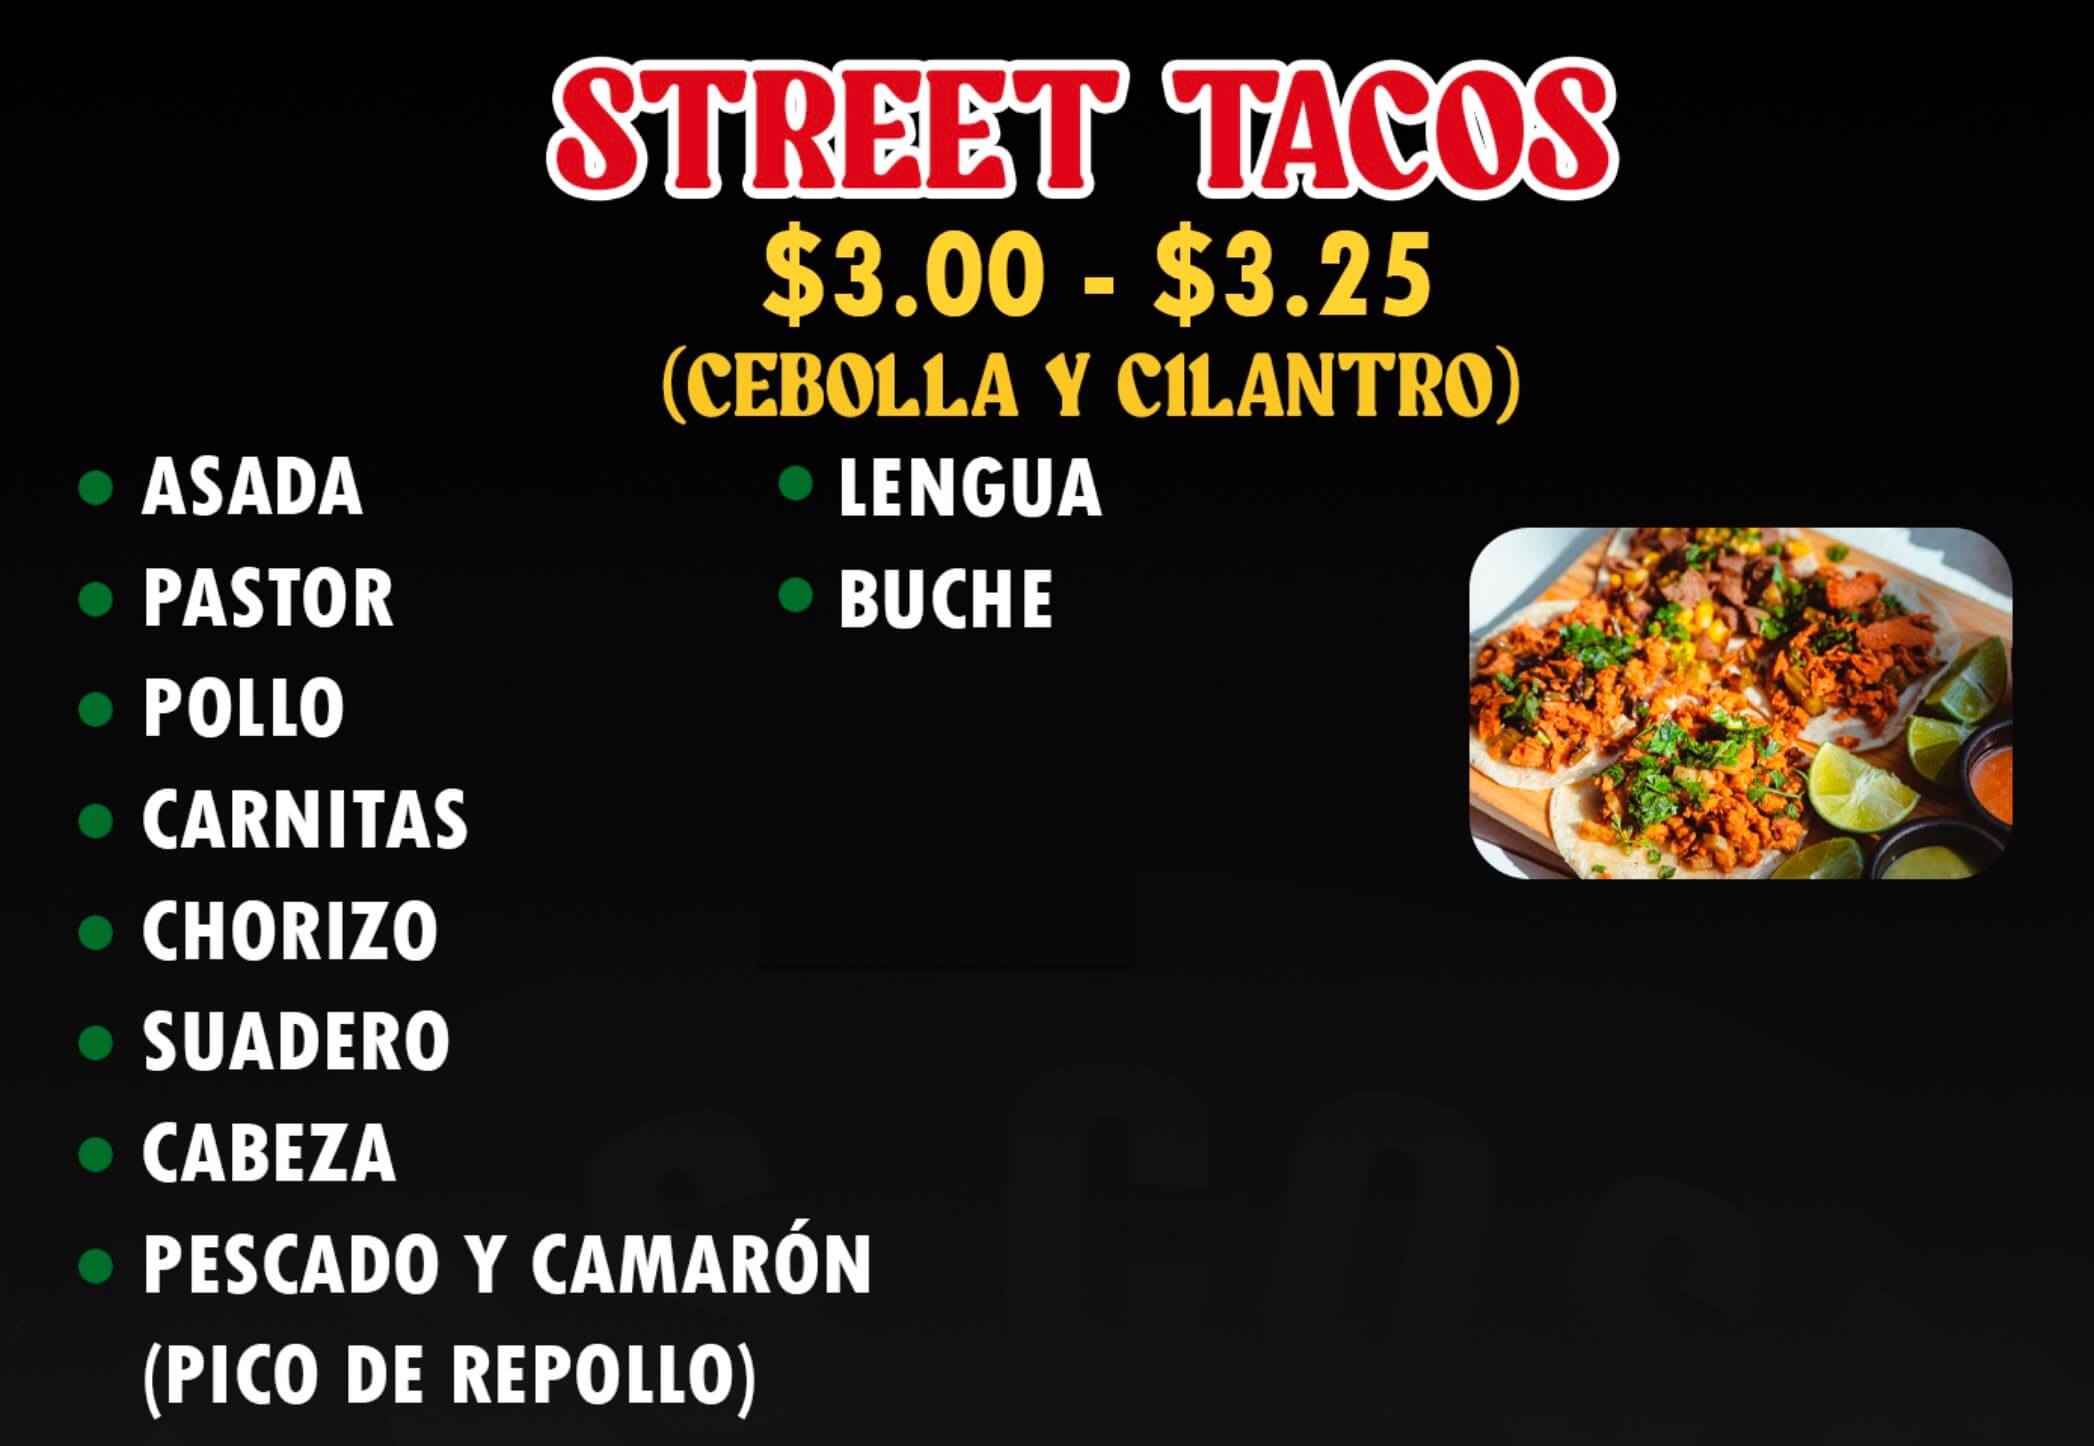 STREET TACOS
$3.00 - $3.25
(CEBOLLA Y CILANTRO)
ASADA
PASTOR
POLLO
CARNITAS
CHORIZO
SUADERO
CABEZA
PESCADO Y CAMARÓN
(PICO DE REPOLLO)
LENGUA
BUCHE